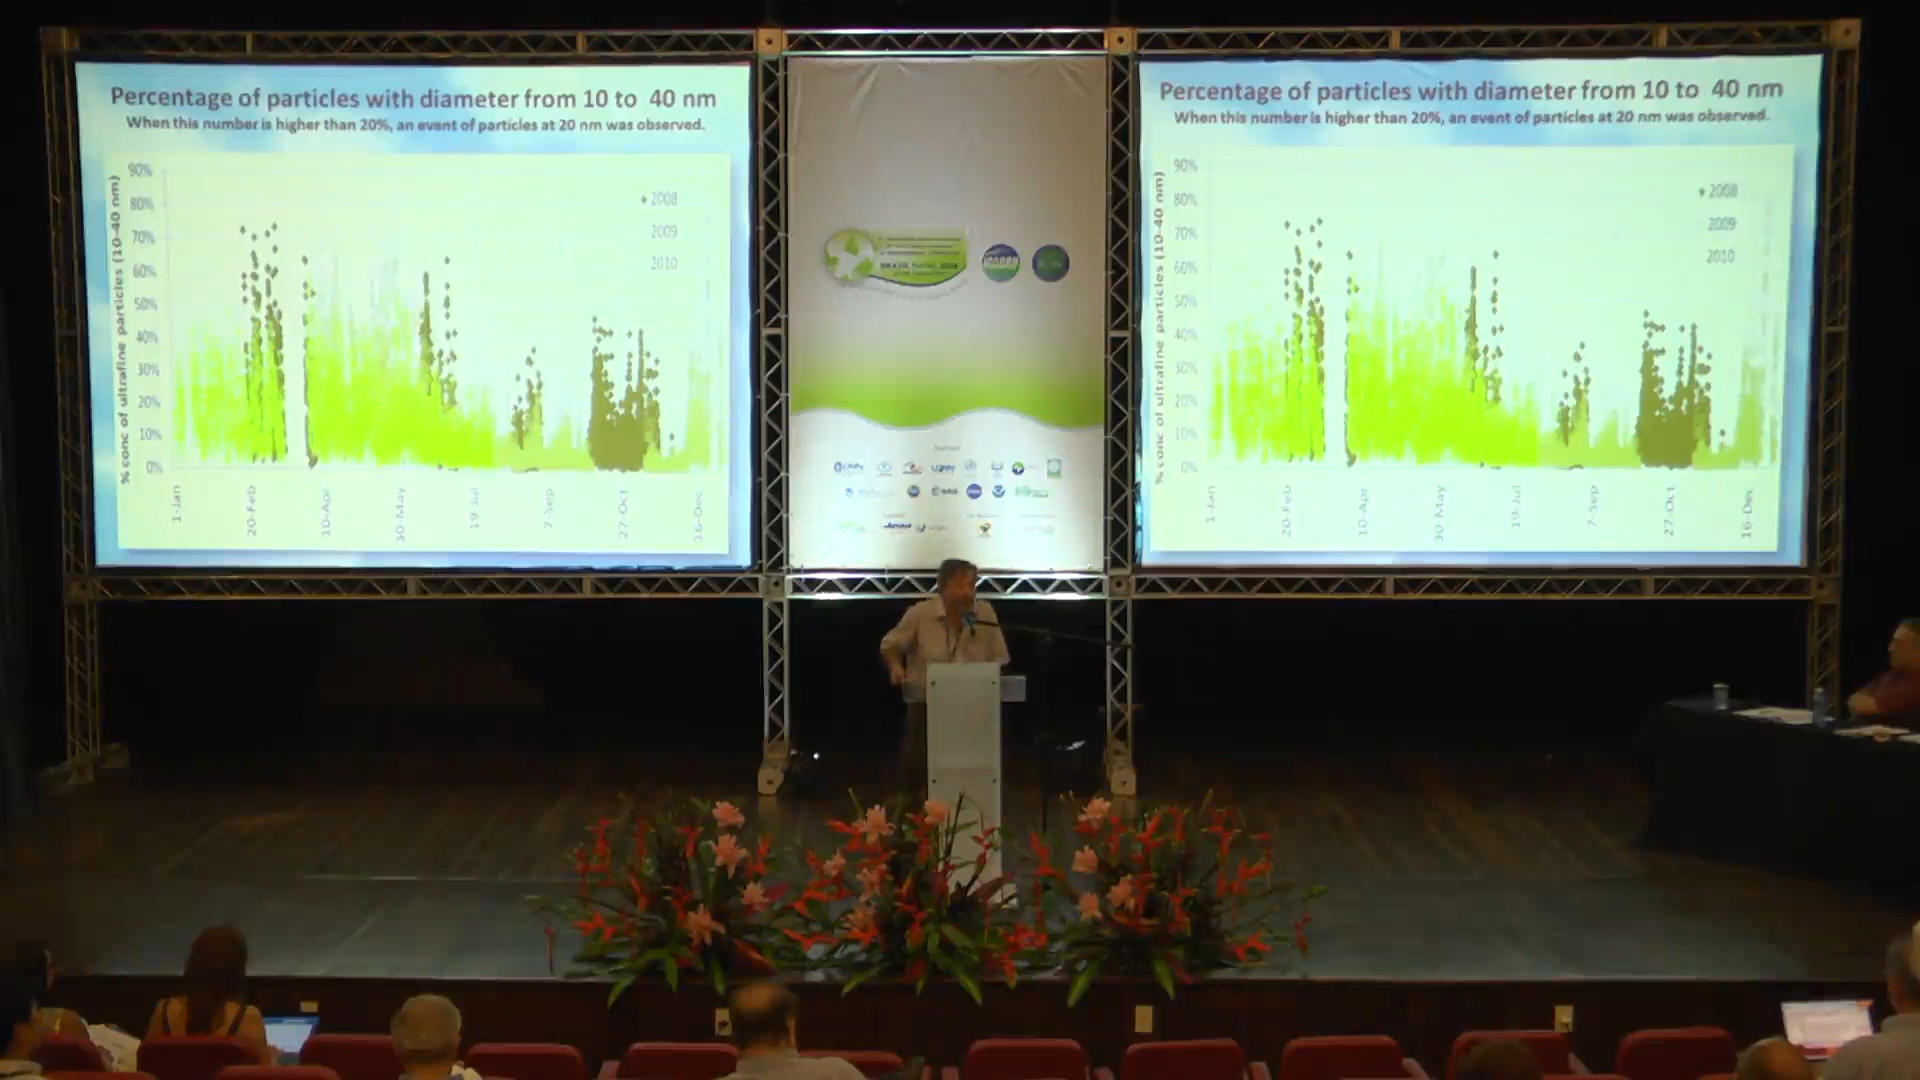 Percentage of particles with diameter from 10 to 40 nm
When this number is higher than 20%, an event of particles at 20 nm was observed.
% conc of ultrafine particles (10-40 nm)
90%
80%
70%
60%
50%
40%
30%
20%
10%
0%
2008
2009
2010
1-Jan
20-Feb
10-Apr
30-May
19-Jul
7-Sep
27-Oct
16-Dec
Percentage of particles with diameter from 10 to 40 nm
When this number is higher than 20%, an event of particles at 20 nm was observed.
% conc of ultrafine particles (10-40 nm)
90%
80%
70%
60%
50%
40%
30%
20%
10%
0%
2008
2009
2010
1-Jan
20-Feb
10-Apr
30-May
19-Jul
7-Sep
27-Oct
16-Dec